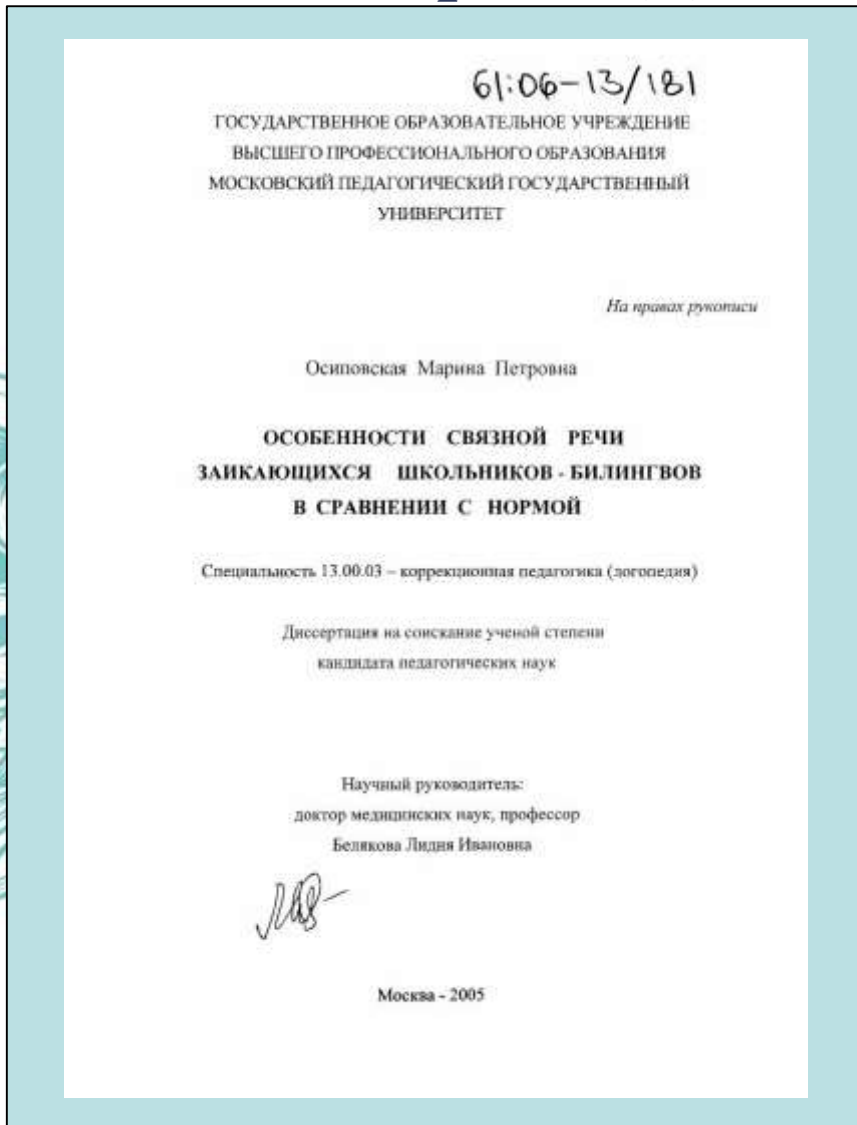 61:06-13/181
ГОСУДАРСТВЕННОЕ ОБРАЗОВАТЕЛЬНОЕ УЧРЕЖДЕНИЕ
ВЫСШЕГО ПРОФЕССИОНАЛЬНОГО ОБРАЗОВАНИЯ
МОСКОВСКИЙ ПЕДАГОГИЧЕСКИЙ ГОСУДАРСТВЕННЫЙ
УНИВЕРСИТЕТ
На правах рукописи
Осиповская Марина Петровна
ОСОБЕННОСТИ СВЯЗНОЙ РЕЧИ
ЗАИКАЮЩИХСЯ ШКОЛЬНИКОВ - БИЛИНГВОВ
В СРАВНЕНИИ С НОРМОЙ
Специальность 13.00.03 – коррекционная педагогика (логопедия)
Диссертация на соискание ученой степени
кандидата педагогических наук
Научный руководитель:
доктор медицинских наук, профессор
Белякова Лидия Ивановна
Москва - 2005